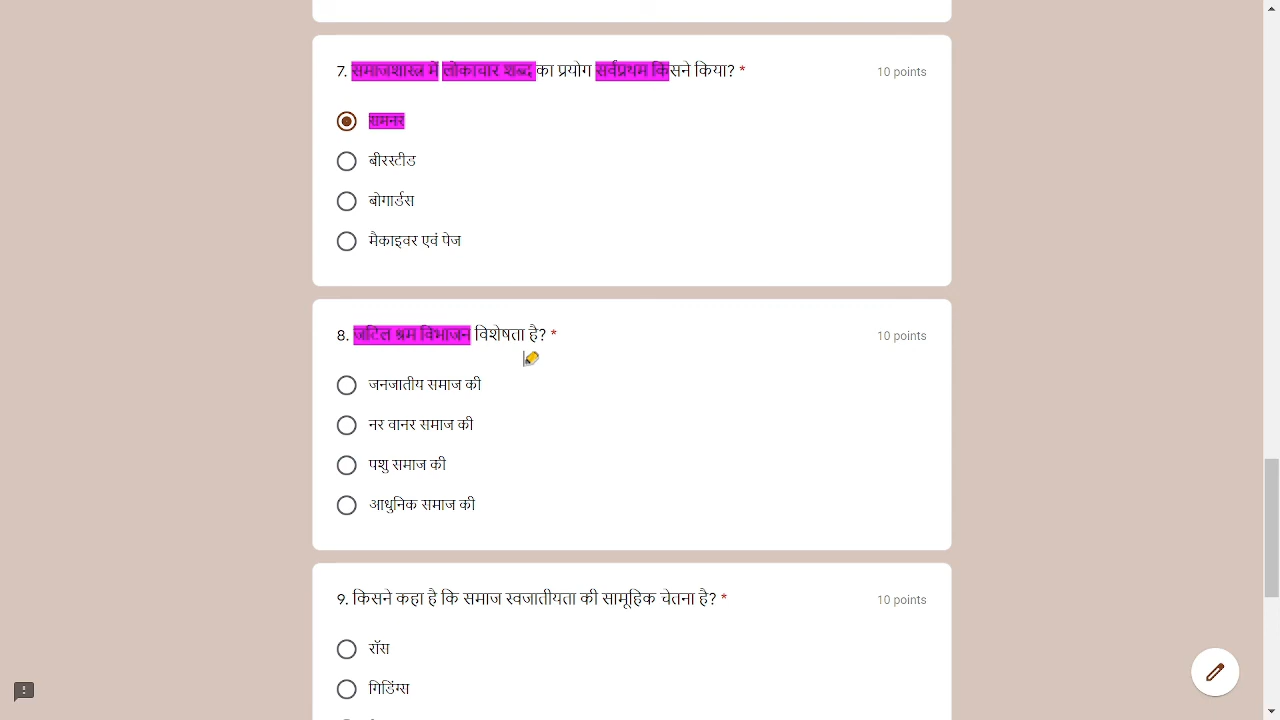 7. समाजशास्त्र में लोकाचार शब्द का प्रयोग सर्वप्रथम किसने किया? *
10 points
समनर
बीरस्टीड
बोगार्डस
मैकाइवर एवं पेज
8. जटिल श्रम विभाजन विशेषता है? *
10 points
जनजातीय समाज की
नर वानर समाज की
पशु समाज की
आधुनिक समाज की
9. किसने कहा है कि समाज स्वजातीयता की सामूहिक चेतना है? *
10 points
रॉस
गिडिंग्स